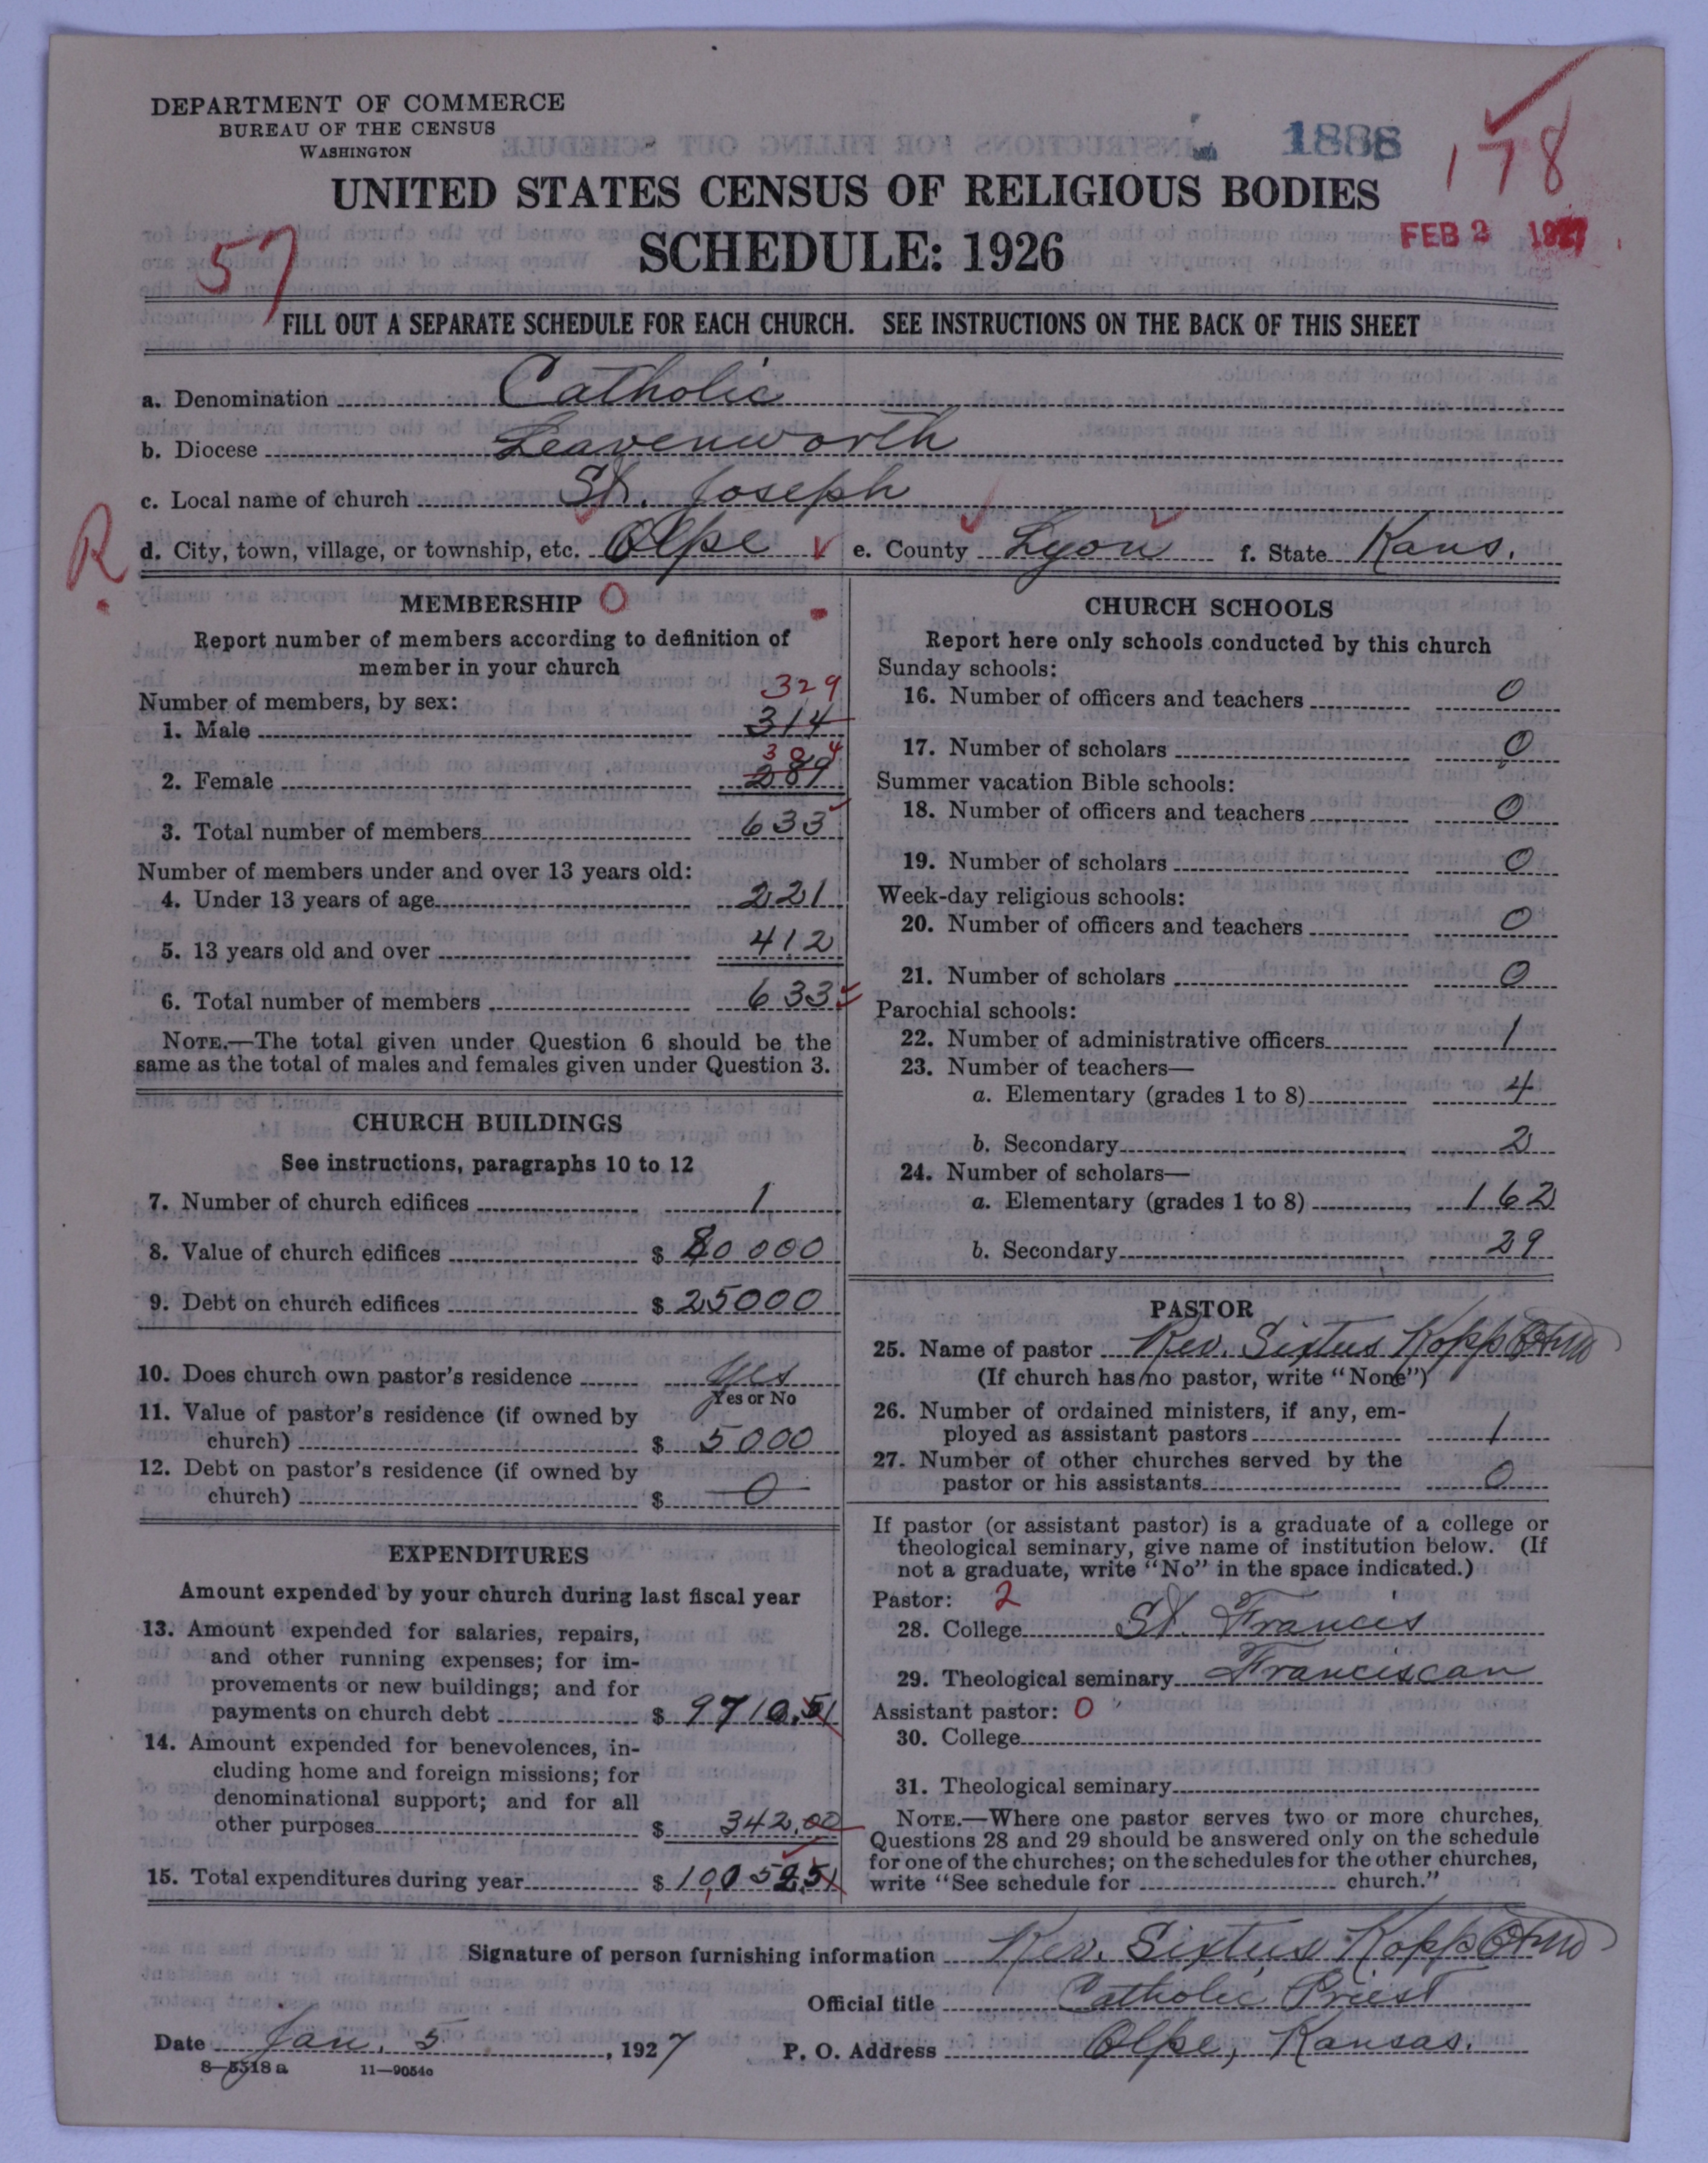 DEPARTMENT OF COMMERCE
BUREAU OF THE CENSUS
WASHINGTON
1888
178
UNITED STATES CENSUS OF RELIGIOUS BODIES
SCHEDULE: 1926
FEB 2 1927
57
FILL OUT A SEPARATE SCHEDULE FOR EACH CHURCH. SEE INSTRUCTIONS ON THE BACK OF THIS SHEET
a. Denomination Catholic
b. Diocese Leavenworth
c. Local name of church St. Joseph
R. d. City, town, village, or township, etc. Olpe e. County Lyon f. State Kans.
MEMBERSHIP 0
Report number of members according to definition of
member in your church
Number of members, by sex:
329
1. Male 314
304
2. Female 289
3. Total number of members 633
Number of members under and over 13 years old:
4. Under 13 years of age 221
5. 13 years old and over 412
6. Total number of members 633
NOTE.—The total given under Question 6 should be the
same as the total of males and females given under Question 3.
CHURCH BUILDINGS
See instructions, paragraphs 10 to 12
7. Number of church edifices 1
8. Value of church edifices $ 80000
9. Debt on church edifices $ 25000
10. Does church own pastor's residence Yes
Yes or No
11. Value of pastor's residence (if owned by
church) $ 5000
12. Debt on pastor's residence (if owned by
church) $ 0
EXPENDITURES
Amount expended by your church during last fiscal year
13. Amount expended for salaries, repairs,
and other running expenses; for im-
provements or new buildings; and for
payments on church debt $ 9710.51
14. Amount expended for benevolences, in-
cluding home and foreign missions; for
denominational support; and for all
other purposes $ 342.00
15. Total expenditures during year $ 10,052.51
CHURCH SCHOOLS
Report here only schools conducted by this church
Sunday schools:
16. Number of officers and teachers 0
17. Number of scholars 0
Summer vacation Bible schools:
18. Number of officers and teachers 0
19. Number of scholars 0
Week-day religious schools:
20. Number of officers and teachers 0
21. Number of scholars 0
Parochial schools:
22. Number of administrative officers 1
23. Number of teachers—
a. Elementary (grades 1 to 8) 4
b. Secondary 2
24. Number of scholars—
a. Elementary (grades 1 to 8) 162
b. Secondary 29
PASTOR
25. Name of pastor Rev. Sixtus Kopp OFM
(If church has no pastor, write "None")
26. Number of ordained ministers, if any, em-
ployed as assistant pastors 1
27. Number of other churches served by the
pastor or his assistants 0
If pastor (or assistant pastor) is a graduate of a college or
theological seminary, give name of institution below. (If
not a graduate, write "No" in the space indicated.)
Pastor: 2
28. College St. Francis
29. Theological seminary Franciscan
Assistant pastor: 0
30. College
31. Theological seminary
NOTE.—Where one pastor serves two or more churches,
Questions 28 and 29 should be answered only on the schedule
for one of the churches; on the schedules for the other churches,
write "See schedule for church."
Signature of person furnishing information Rev. Sixtus Kopp OFM
Official title Catholic Priest
Date Jan. 5, 1927 P. O. Address Olpe, Kansas.
8—5518a 11—9054a